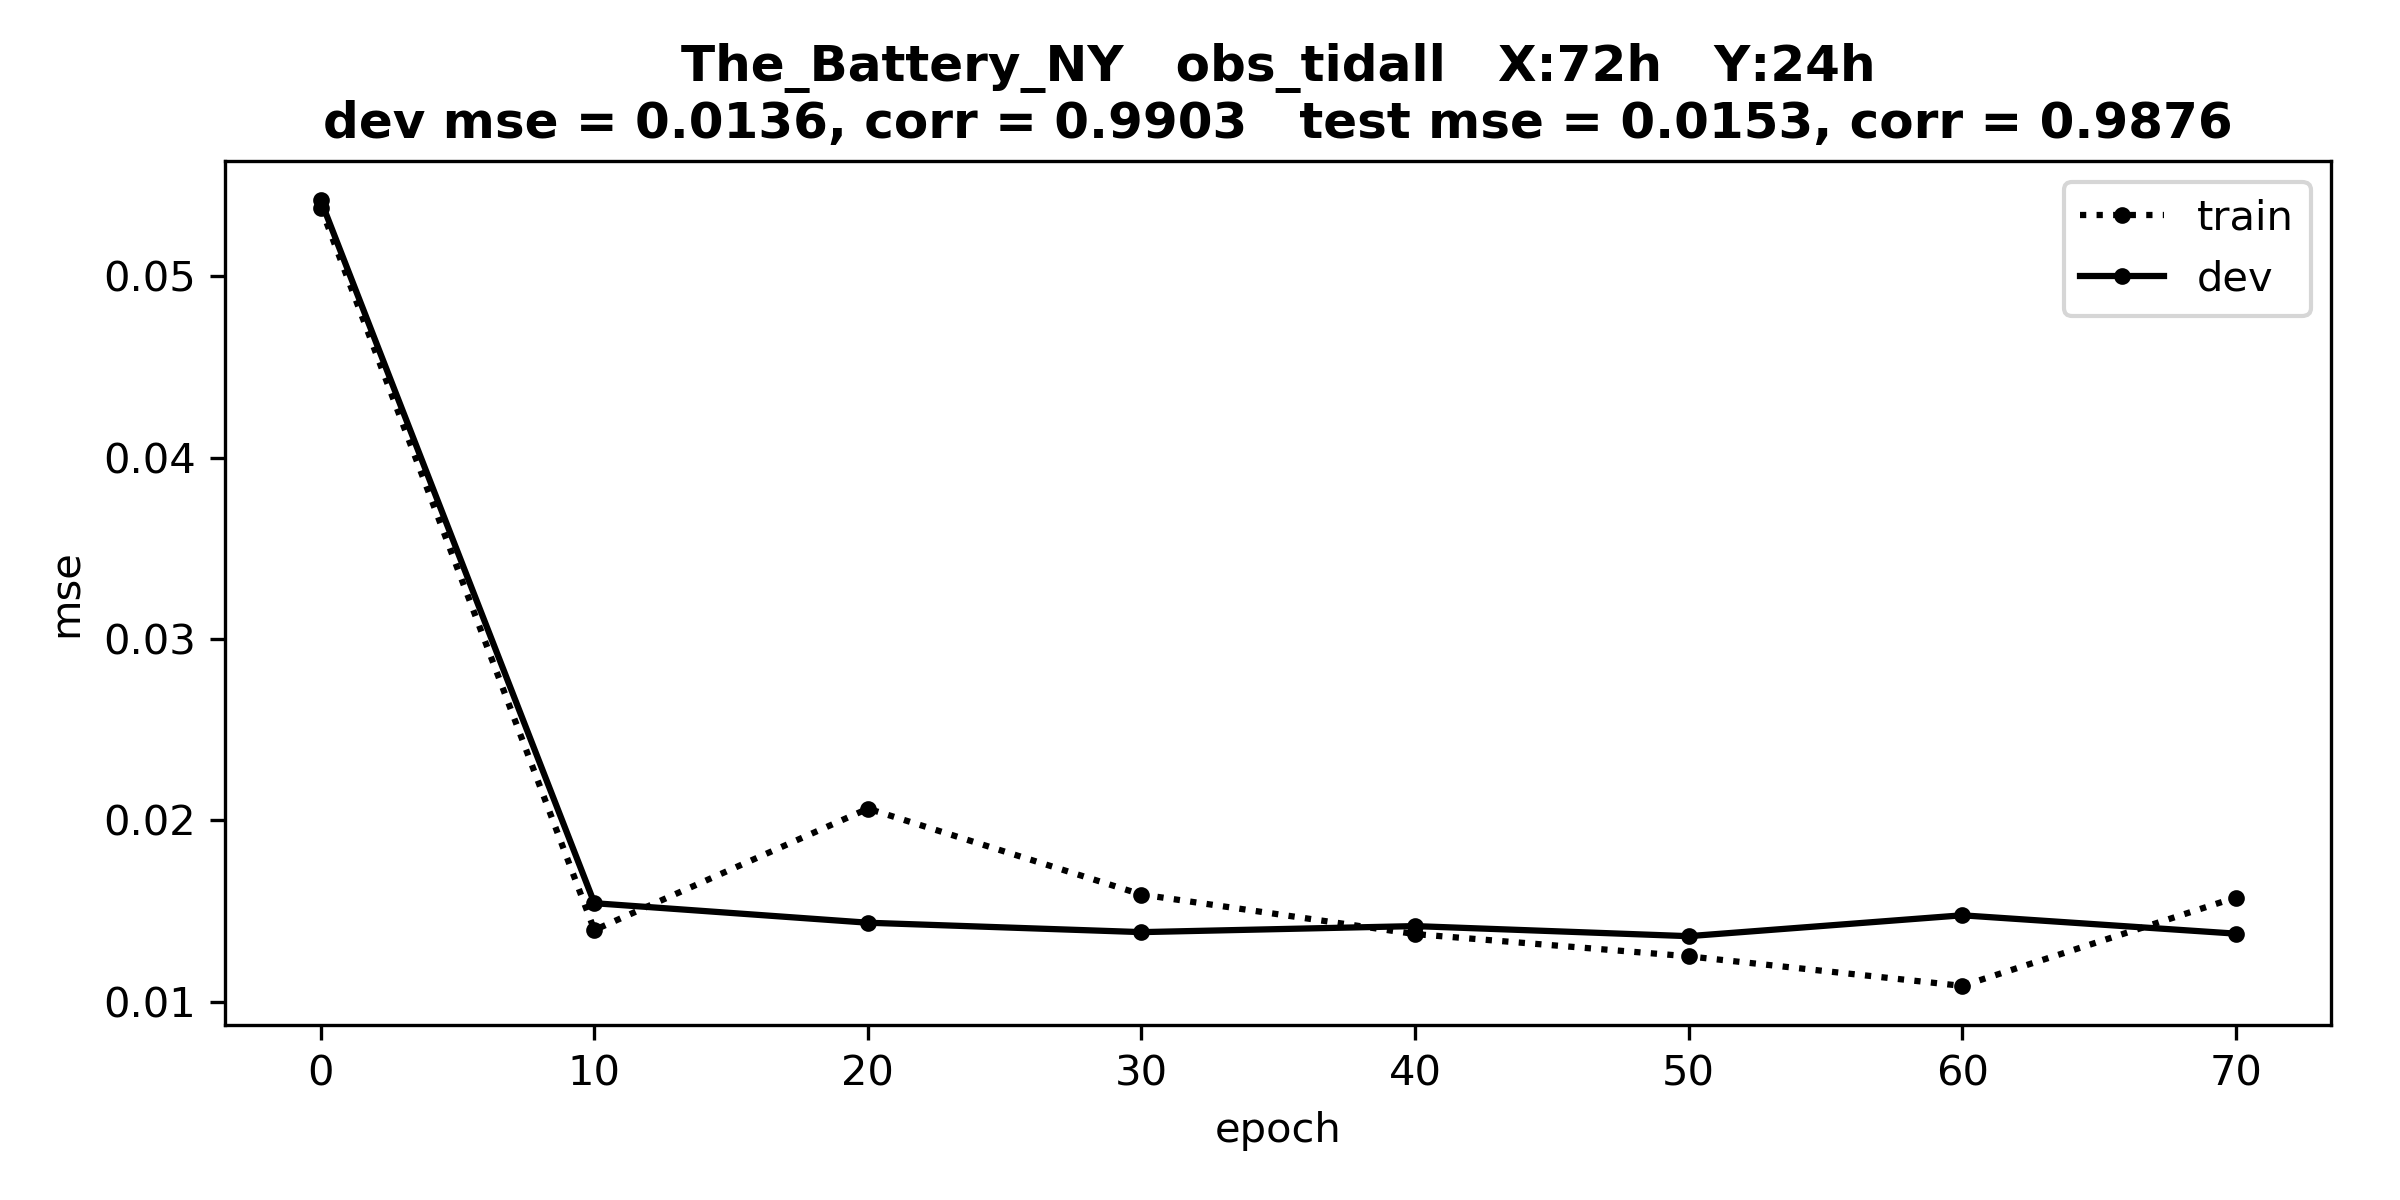 The_Battery_NY   obs_tidall   X:72h   Y:24h
dev mse = 0.0136, corr = 0.9903   test mse = 0.0153, corr = 0.9876
train
dev
0.05
0.04
0.03
0.02
0.01
mse
0 10 20 30 40 50 60 70
epoch